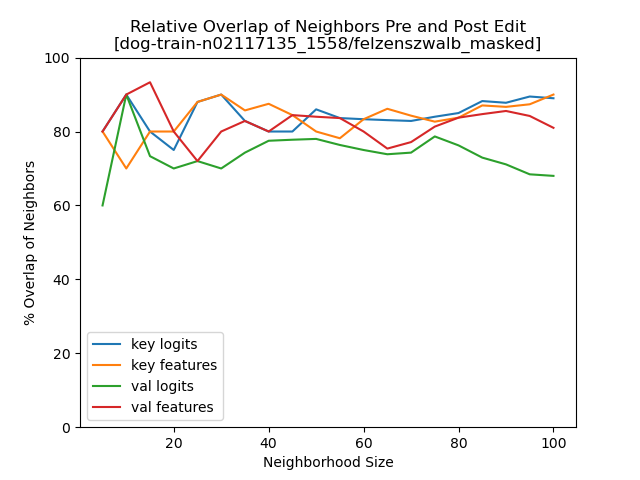 Relative Overlap of Neighbors Pre and Post Edit
[dog-train-n02117135_1558/felzenszwalb_masked]
100
80
60
40
20
0
% Overlap of Neighbors
key logits
key features
val logits
val features
20
40
60
80
100
Neighborhood Size